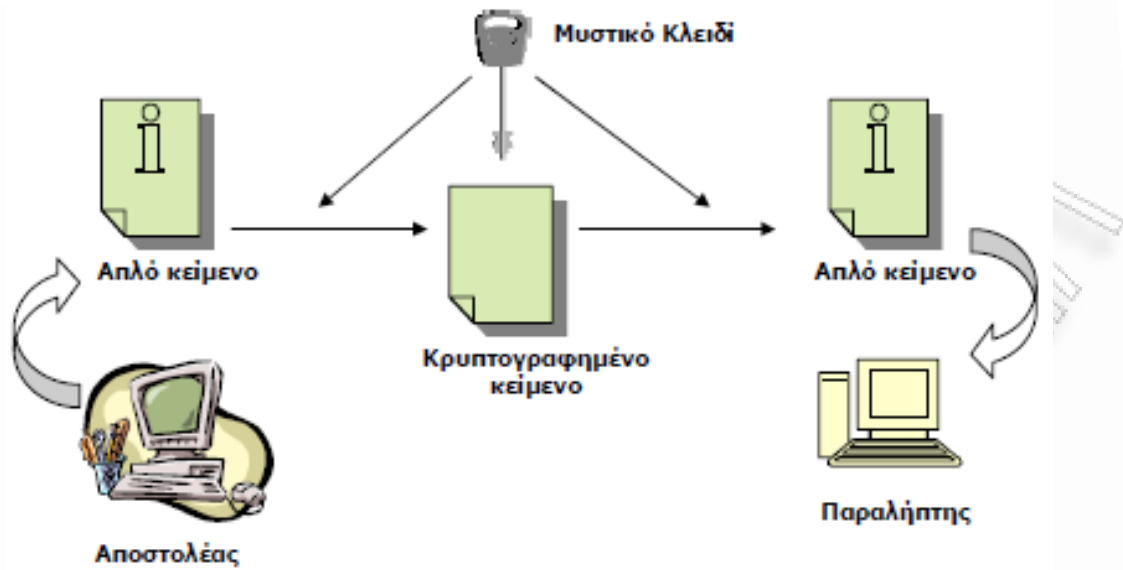 Μυστικό Κλειδί
Απλό κείμενο
Απλό κείμενο
Κρυπτογραφημένο
κείμενο
Αποστολέας
Παραλήπτης